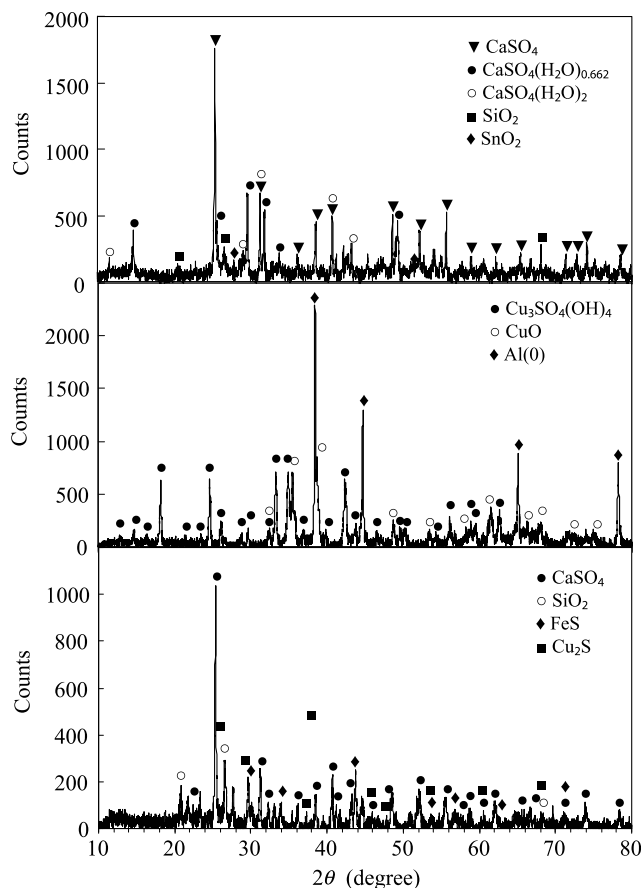 2000
1500
1000
500
0
Counts
▼ CaSO₄
● CaSO₄(H₂O)₀.₆₆₂
○ CaSO₄(H₂O)₂
■ SiO₂
◆ SnO₂
2000
1500
1000
500
0
Counts
● Cu₃SO₄(OH)₄
○ CuO
◆ Al(0)
1000
800
600
400
200
0
Counts
● CaSO₄
○ SiO₂
◆ FeS
■ Cu₂S
10 20 30 40 50 60 70 80
2θ (degree)